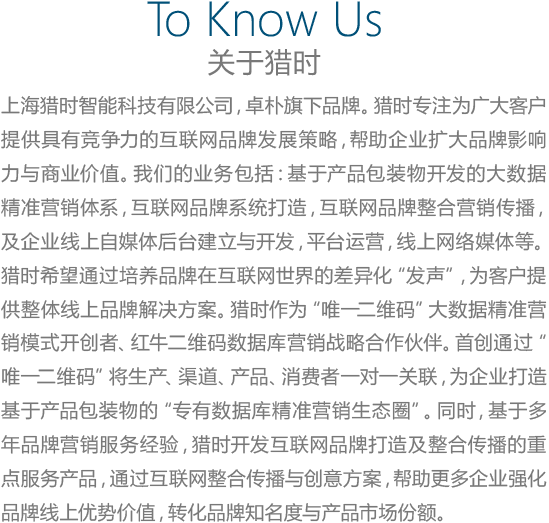 To Know Us
关于猎时
上海猎时智能科技有限公司，卓朴旗下品牌。猎时专注为广大客户
提供具有竞争力的互联网品牌发展策略，帮助企业扩大品牌影响
力与商业价值。我们的业务包括：基于产品包装物开发的大数据
精准营销体系，互联网品牌系统打造，互联网品牌整合营销传播，
及企业线上自媒体后台建立与开发，平台运营，线上网络媒体等。
猎时希望通过培养品牌在互联网世界的差异化“发声”，为客户提
供整体线上品牌解决方案。猎时作为“唯一二维码”大数据精准营
销模式开创者、红牛二维码数据库营销战略合作伙伴。首创通过“
唯一二维码”将生产、渠道、产品、消费者一对一关联，为企业打造
基于产品包装物的“专有数据库精准营销生态圈”。同时，基于多
年品牌营销服务经验，猎时开发互联网品牌打造及整合传播的重
点服务产品，通过互联网整合传播与创意方案，帮助更多企业强化
品牌线上优势价值，转化品牌知名度与产品市场份额。